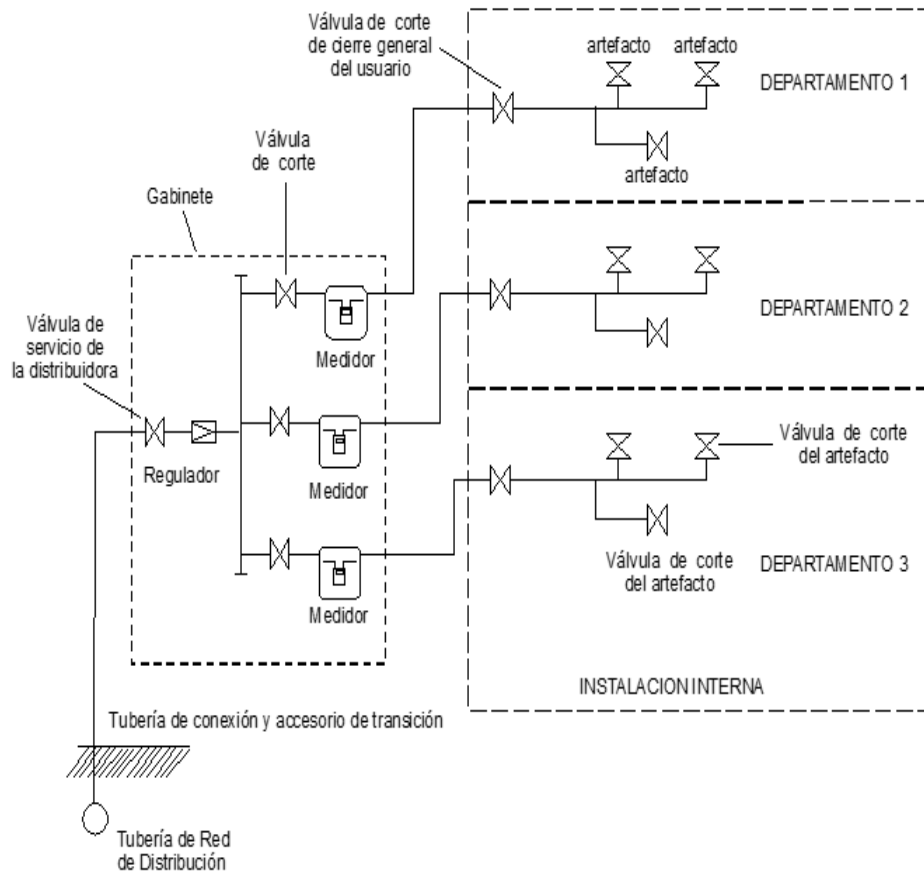 Válvula de corte
de cierre general
del usuario
artefacto
artefacto
DEPARTAMENTO 1
Válvula
de corte
artefacto
Gabinete
DEPARTAMENTO 2
Válvula de
servicio de
la distribuidora
Medidor
Regulador
Medidor
Válvula de corte
del artefacto
Válvula de corte
del artefacto
DEPARTAMENTO 3
Medidor
INSTALACION INTERNA
Tubería de conexión y accesorio de transición
Tubería de Red
de Distribución